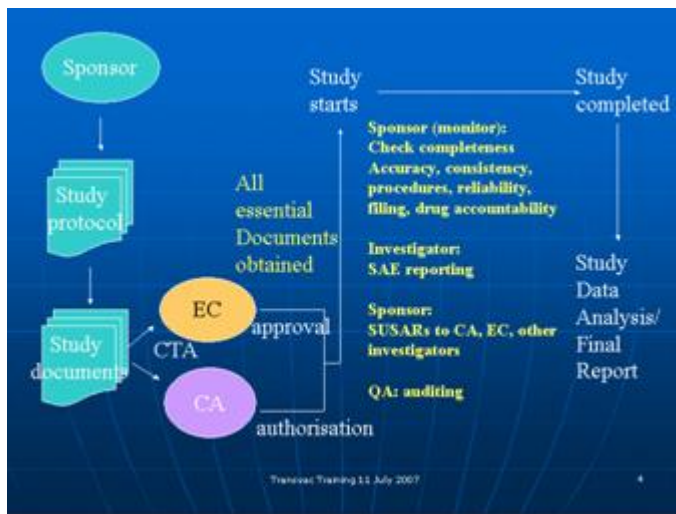 Sponsor
Study
protocol
Study
documents
EC
CTA
CA
approval
authorisation
All
essential
Documents
obtained
Study
starts
Sponsor (monitor):
Check completeness
Accuracy, consistency,
procedures, reliability,
filing, drug accountability
Investigator:
SAE reporting
Sponsor:
SUSARs to CA, EC, other
investigators
QA: auditing
Study
completed
Study
Data
Analysis/
Final
Report
Transvac Training 11 July 2007
4